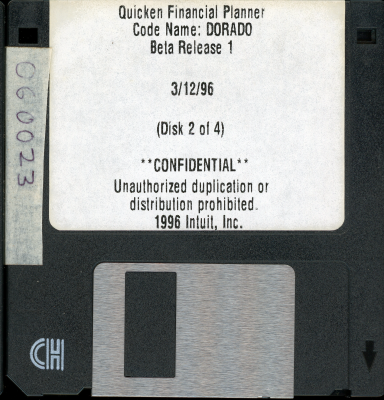 Quicken Financial Planner
Code Name: DORADO
Beta Release 1
3/12/96
(Disk 2 of 4)
**CONFIDENTIAL**
Unauthorized duplication or
distribution prohibited.
1996 Intuit, Inc.
060023
CH